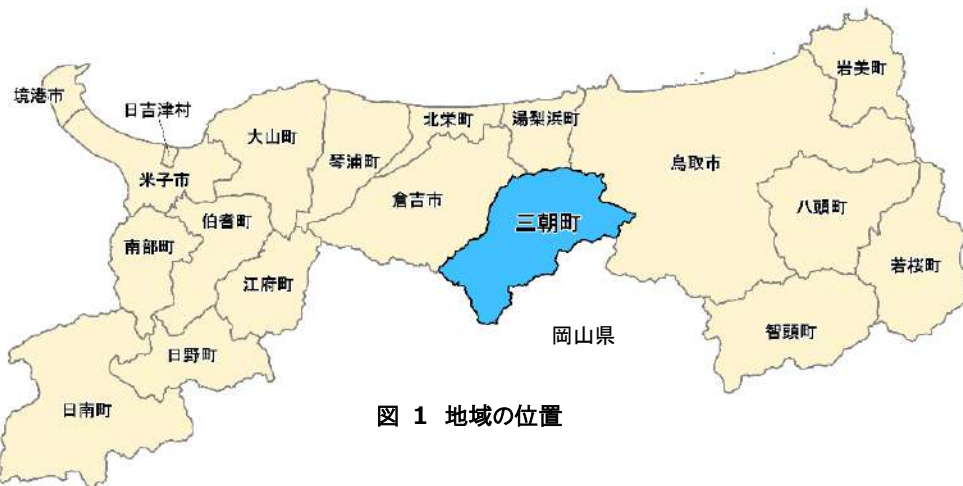 岩美町
境港市
日吉津村
大山町
北栄町
湯梨浜町
琴浦町
鳥取市
米子市
倉吉市
八頭町
伯耆町
三朝町
南部町
若桜町
江府町
岡山県
智頭町
日野町
日南町
図 1 地域の位置